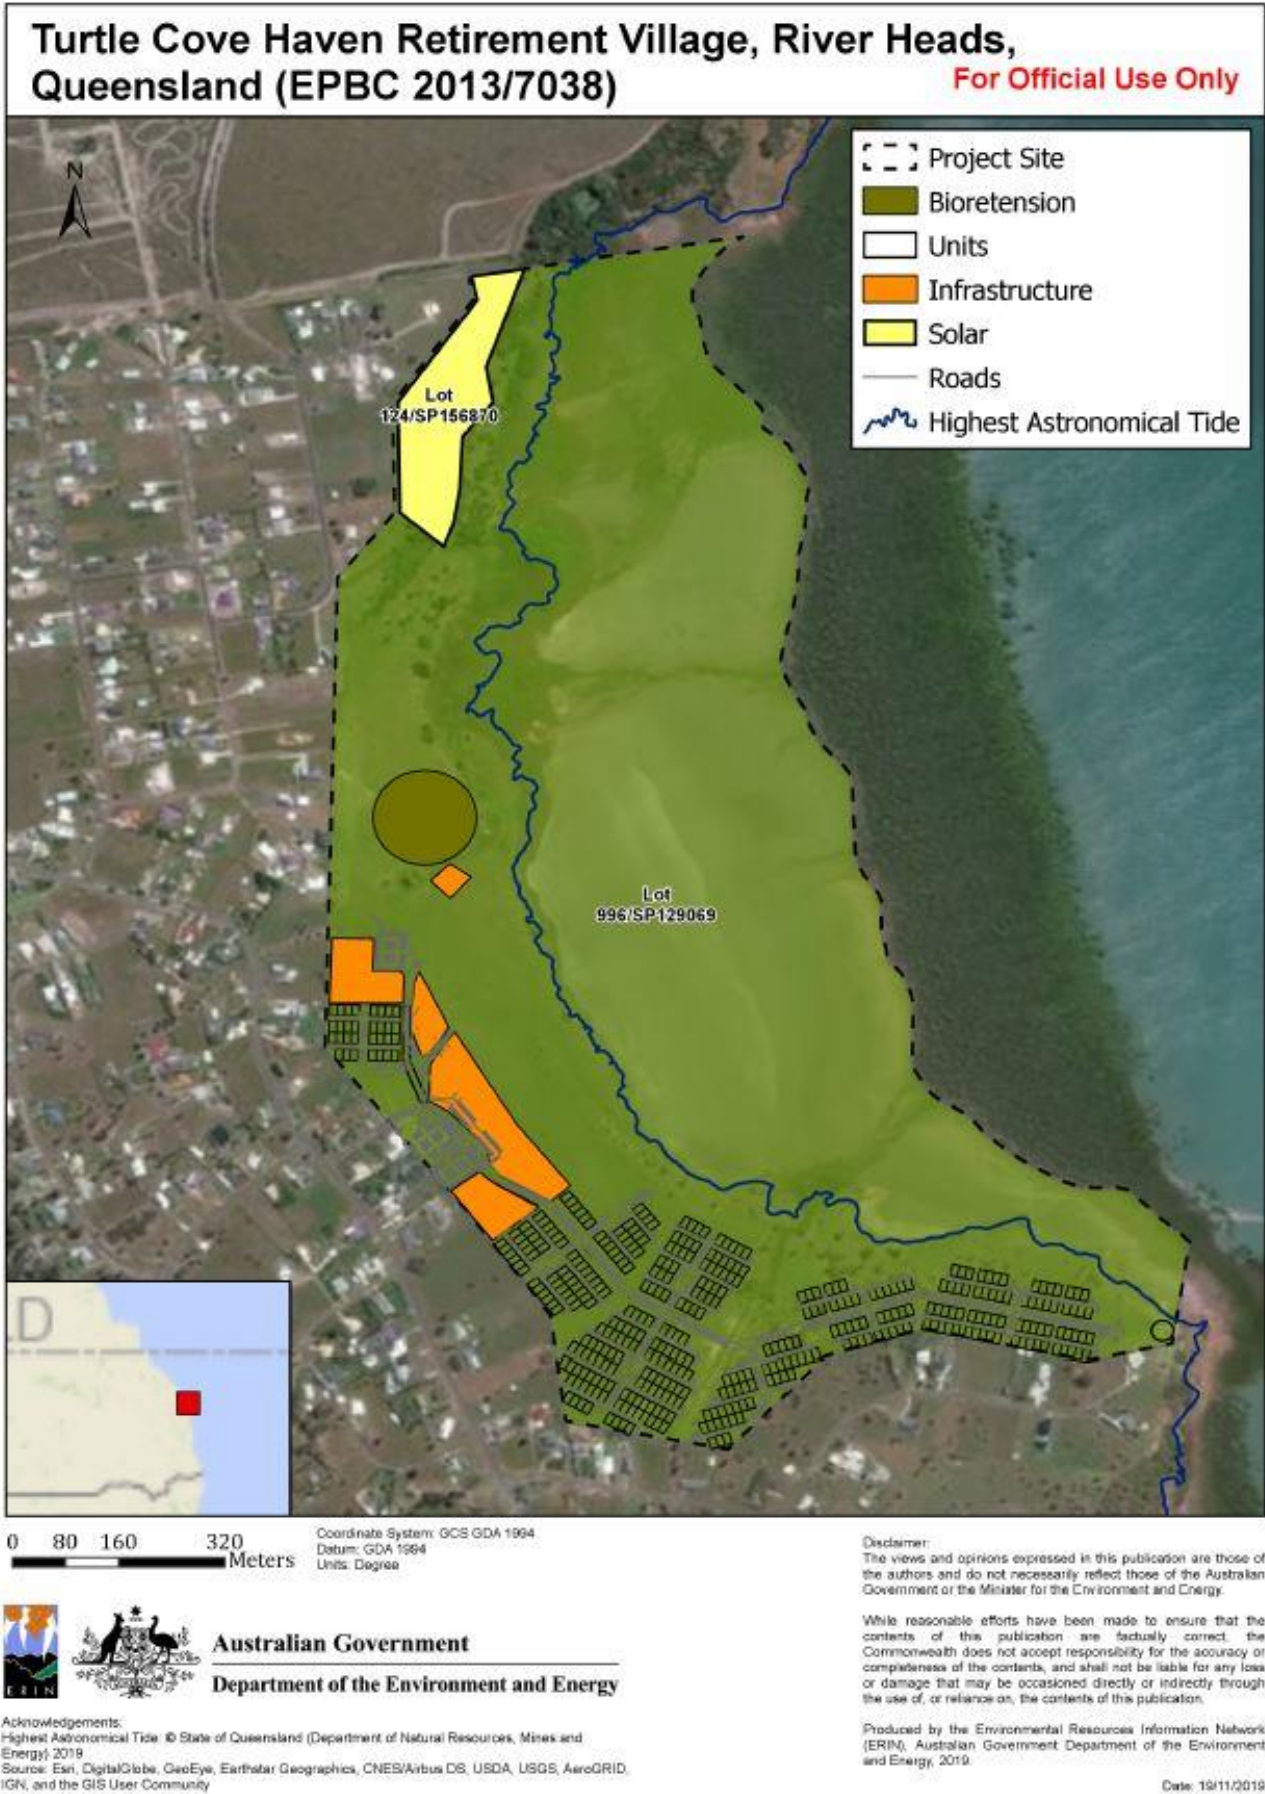 Turtle Cove Haven Retirement Village, River Heads,
Queensland (EPBC 2013/7038)
For Official Use Only
N
Project Site
Bioretension
Units
Infrastructure
Solar
Roads
Highest Astronomical Tide
Lot
124/SP156870
Lot
996/SP129069
LD
0 80 160 320
Meters
Coordinate System: GCS GDA 1994
Datum: GDA 1994
Units: Degree
ERIN
Australian Government
Department of the Environment and Energy
Acknowledgements:
Highest Astronomical Tide: © State of Queensland (Department of Natural Resources, Mines and
Energy) 2019
Source: Esri, DigitalGlobe, GeoEye, Earthstar Geographics, CNES/Airbus DS, USDA, USGS, AeroGRID,
IGN, and the GIS User Community
Disclaimer:
The views and opinions expressed in this publication are those of
the authors and do not necessarily reflect those of the Australian
Government or the Minister for the Environment and Energy.
While reasonable efforts have been made to ensure that the
contents of this publication are factually correct, the
Commonwealth does not accept responsibility for the accuracy or
completeness of the contents, and shall not be liable for any loss
or damage that may be occasioned directly or indirectly through
the use of, or reliance on, the contents of this publication.
Produced by the Environmental Resources Information Network
(ERIN), Australian Government Department of the Environment
and Energy, 2019.
Date: 19/11/2019